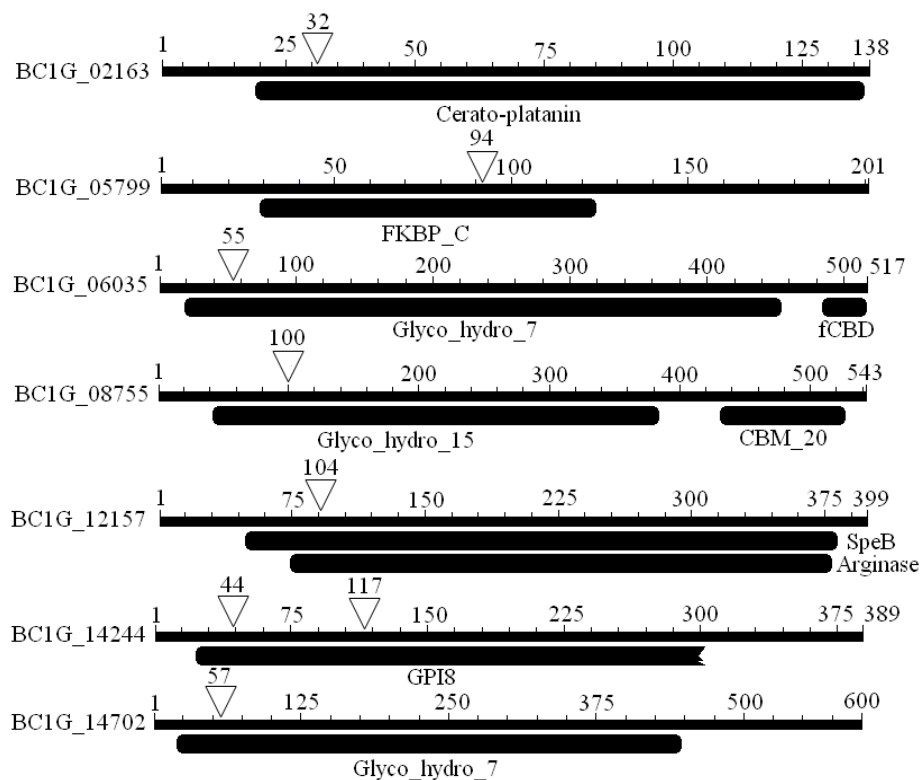 32
1 25 50 75 100 125 138
BC1G_02163
Cerato-platanin
94
1 50 100 150 201
BC1G_05799
FKBP_C
55
1 100 200 300 400 500 517
BC1G_06035
Glyco_hydro_7 fCBD
100
1 200 300 400 500 543
BC1G_08755
Glyco_hydro_15 CBM_20
104
1 75 150 225 300 375 399
BC1G_12157
SpeB
Arginase
44 117
1 75 150 225 300 375 389
BC1G_14244
GPI8
57
1 125 250 375 500 600
BC1G_14702
Glyco_hydro_7